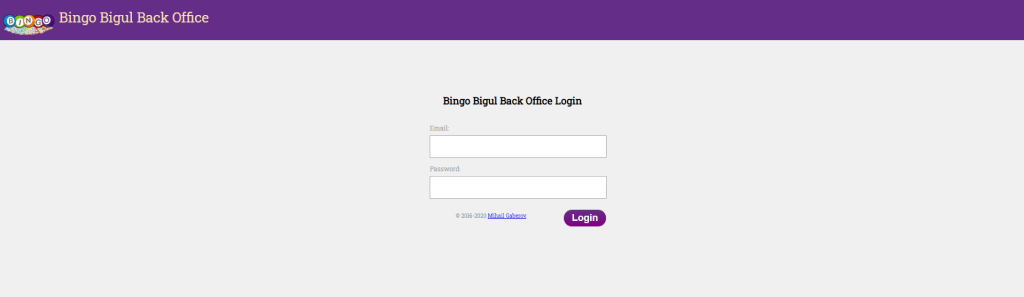 BINGO
Bingo Bigul Back Office
Bingo Bigul Back Office Login
Email:
Password:
© 2016-2020 Mihail Gaberov
Login